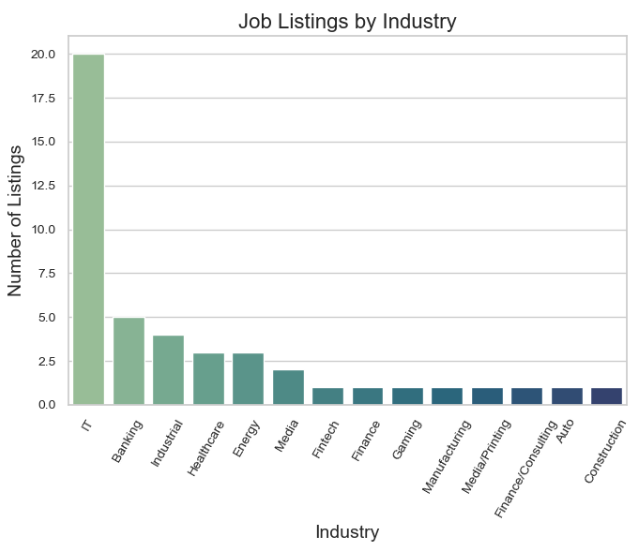 Job Listings by Industry
Number of Listings
20.0
17.5
15.0
12.5
10.0
7.5
5.0
2.5
0.0
IT
Banking
Industrial
Healthcare
Energy
Media
Fintech
Finance
Gaming
Manufacturing
Media/Printing
Finance/Consulting
Auto
Construction
Industry